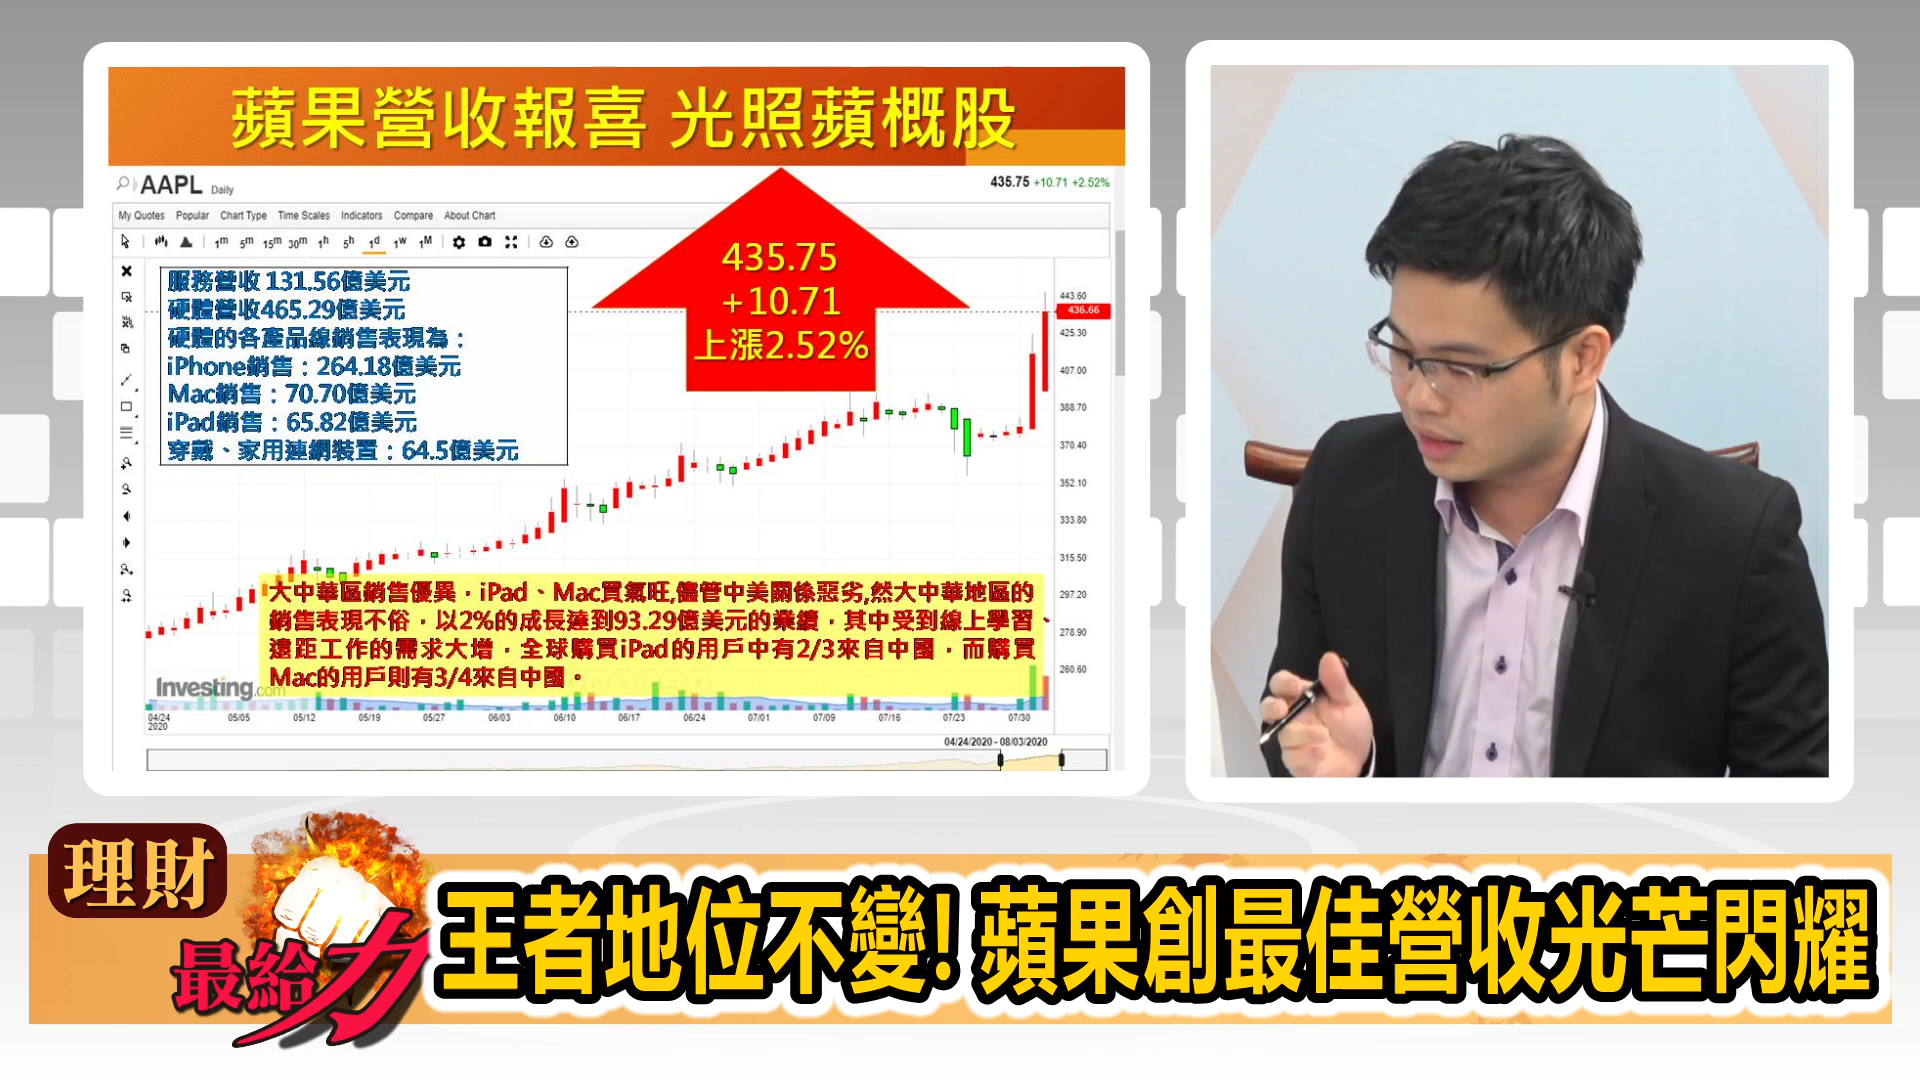 蘋果營收報喜 光照蘋概股
AAPL Daily
435.75 +10.71 +2.52%
My Quotes Popular Chart Type Time Scales Indicators Compare About Chart
1m 5m 15m 30m 1h 5h 1d 1w 1M
服務營收 131.56億美元
硬體營收465.29億美元
硬體的各產品線銷售表現為：
iPhone銷售：264.18億美元
Mac銷售：70.70億美元
iPad銷售：65.82億美元
穿戴、家用連網裝置：64.5億美元
435.75
+10.71
上漲2.52%
443.60
436.66
425.30
407.00
388.70
370.40
352.10
333.80
315.50
297.20
278.90
260.60
大中華區銷售優異，iPad、Mac買氣旺,儘管中美關係惡劣,然大中華地區的
銷售表現不俗，以2%的成長達到93.29億美元的業績，其中受到線上學習、
遠距工作的需求大增，全球購買iPad的用戶中有2/3來自中國，而購買
Mac的用戶則有3/4來自中國。
Investing.com
04/24 05/05 05/12 05/19 05/27 06/03 06/10 06/17 06/24 07/01 07/09 07/16 07/23 07/30
2020
04/24/2020 - 08/03/2020
理財
最給力
王者地位不變! 蘋果創最佳營收光芒閃耀